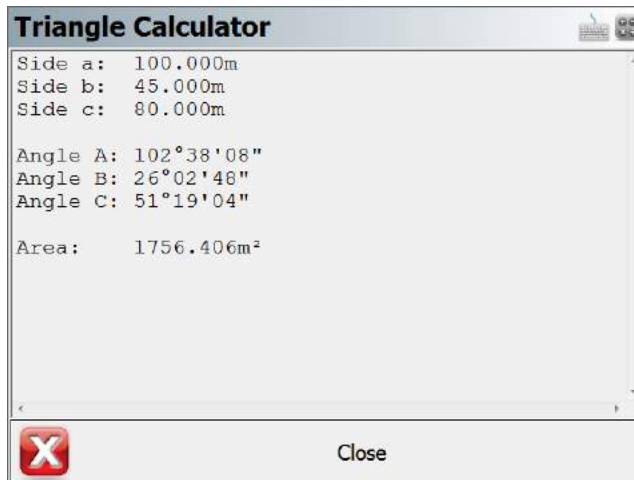 Triangle Calculator
Side a: 100.000m
Side b: 45.000m
Side c: 80.000m
Angle A: 102°38'08"
Angle B: 26°02'48"
Angle C: 51°19'04"
Area: 1756.406m²
Close